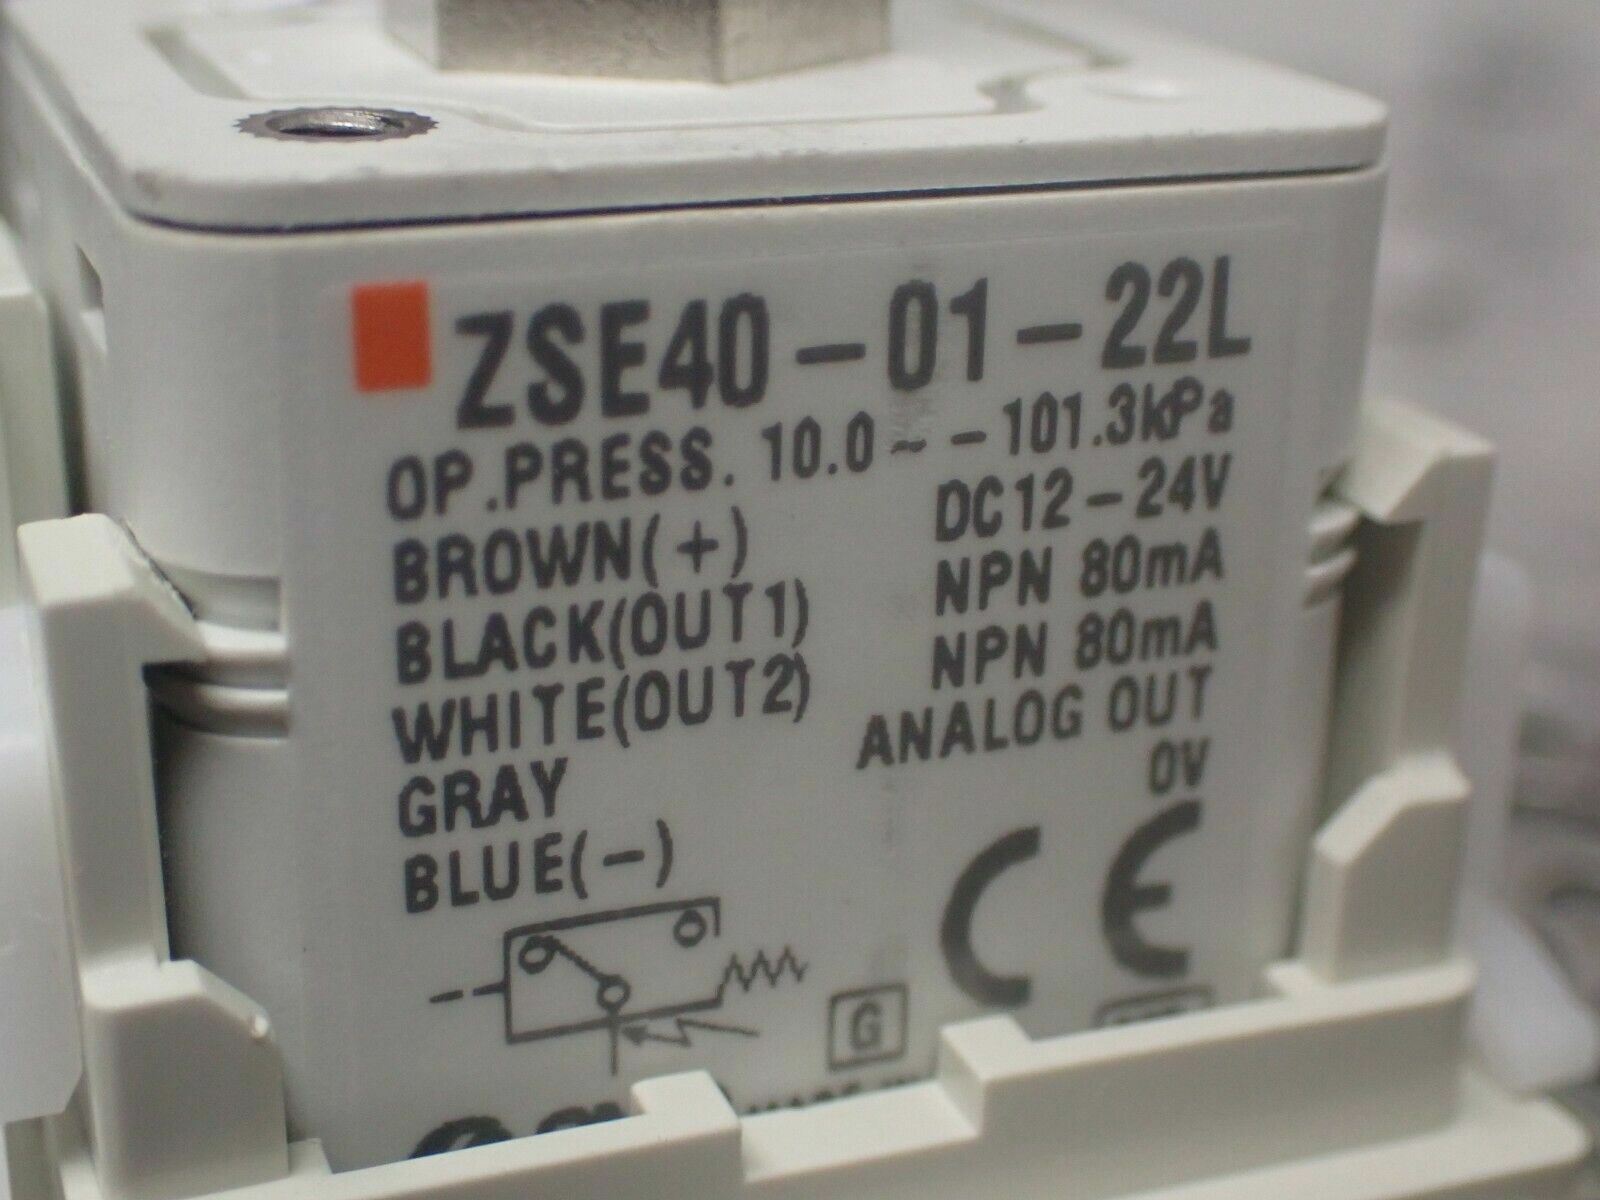 ZSE40-01-22L
OP.PRESS. 10.0~-101.3kPa
BROWN(+) DC12-24V
BLACK(OUT1) NPN 80mA
WHITE(OUT2) NPN 80mA
GRAY ANALOG OUT
BLUE(-) 0V
CE
G